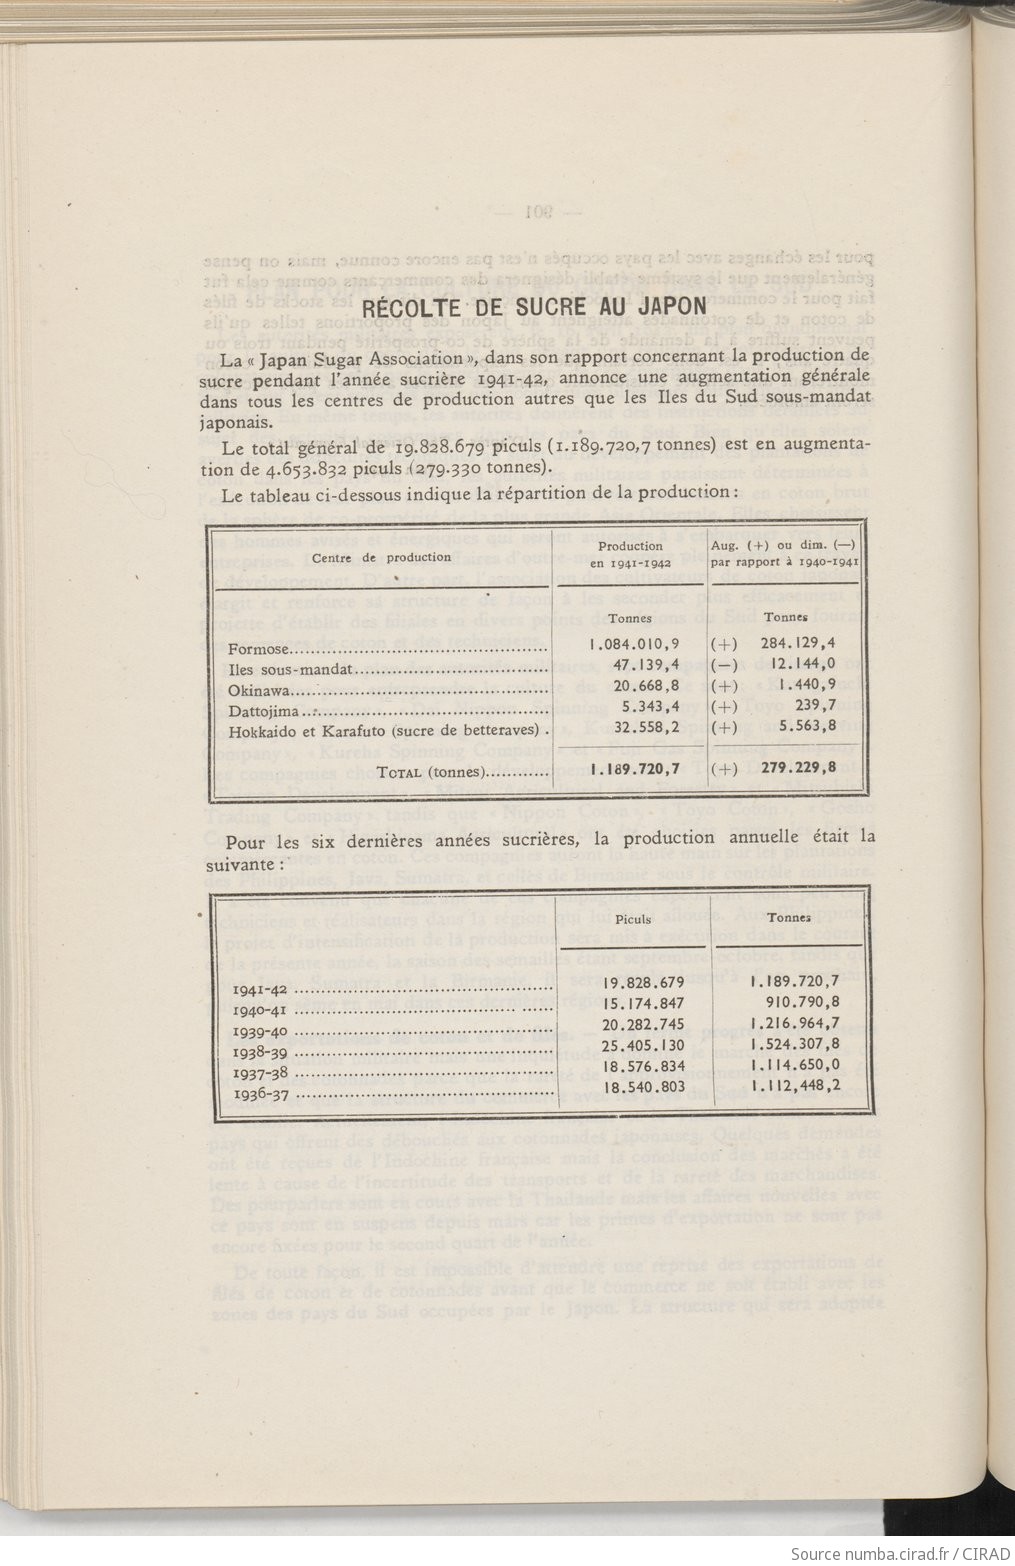 RÉCOLTE DE SUCRE AU JAPON
La « Japan Sugar Association », dans son rapport concernant la production de
sucre pendant l'année sucrière 1941-42, annonce une augmentation générale
dans tous les centres de production autres que les Iles du Sud sous-mandat
japonais.
Le total général de 19.828.679 piculs (1.189.720,7 tonnes) est en augmenta-
tion de 4.653.832 piculs (279.330 tonnes).
Le tableau ci-dessous indique la répartition de la production :
Centre de production Production en 1941-1942 Aug. (+) ou dim. (—) par rapport à 1940-1941
Tonnes Tonnes
Formose 1.084.010,9 (+) 284.129,4
Iles sous-mandat 47.139,4 (—) 12.144,0
Okinawa 20.668,8 (+) 1.440,9
Dattojima 5.343,4 (+) 239,7
Hokkaido et Karafuto (sucre de betteraves) . 32.558,2 (+) 5.563,8
TOTAL (tonnes) 1.189.720,7 (+) 279.229,8
Pour les six dernières années sucrières, la production annuelle était la
suivante :
Piculs Tonnes
1941-42 19.828.679 1.189.720,7
1940-41 15.174.847 910.790,8
1939-40 20.282.745 1.216.964,7
1938-39 25.405.130 1.524.307,8
1937-38 18.576.834 1.114.650,0
1936-37 18.540.803 1.112,448,2
Source numba.cirad.fr / CIRAD